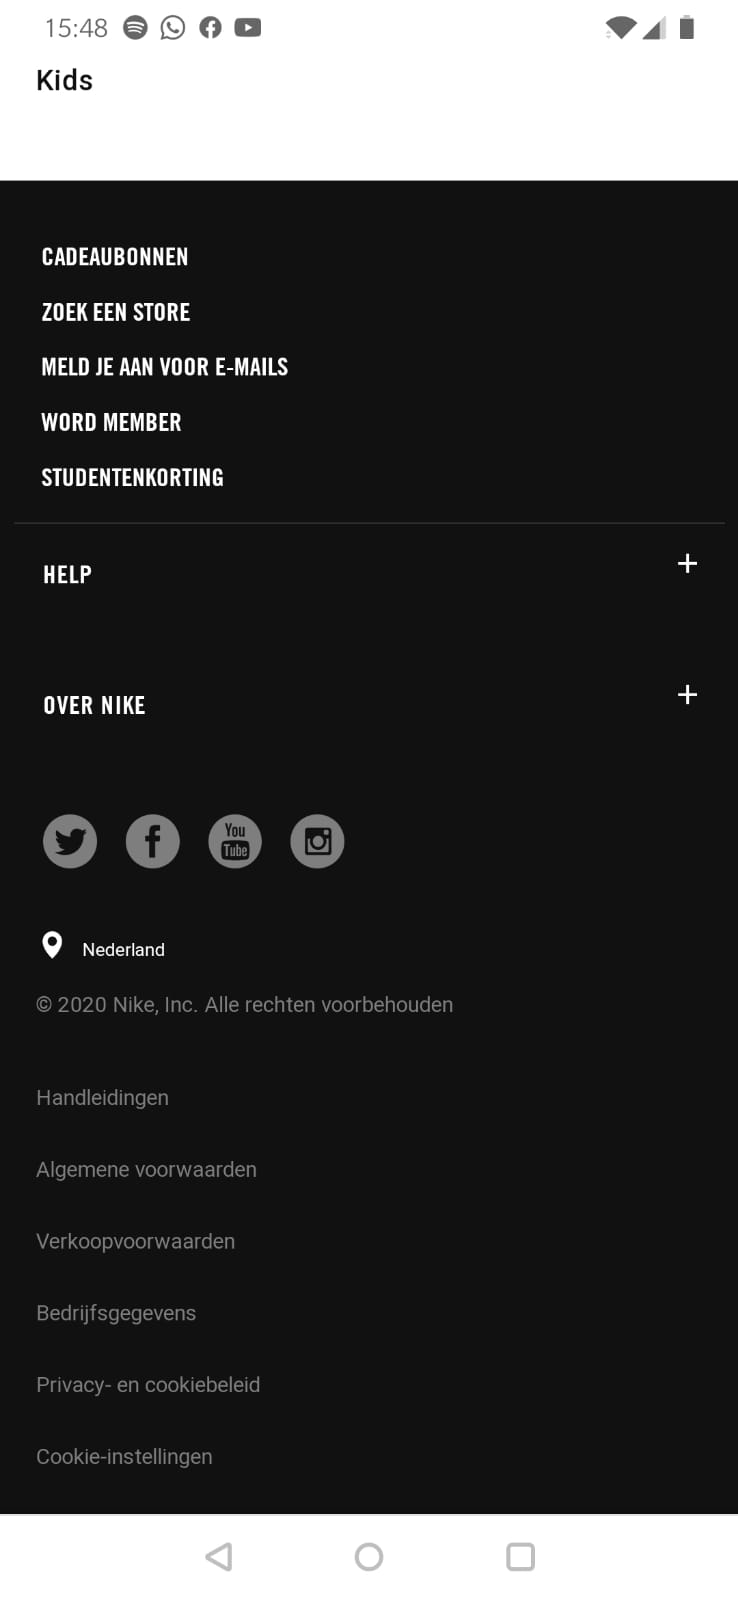 15:48
Kids
CADEAUBONNEN
ZOEK EEN STORE
MELD JE AAN VOOR E-MAILS
WORD MEMBER
STUDENTENKORTING
HELP
OVER NIKE
You
Tube
Nederland
© 2020 Nike, Inc. Alle rechten voorbehouden
Handleidingen
Algemene voorwaarden
Verkoopvoorwaarden
Bedrijfsgegevens
Privacy- en cookiebeleid
Cookie-instellingen